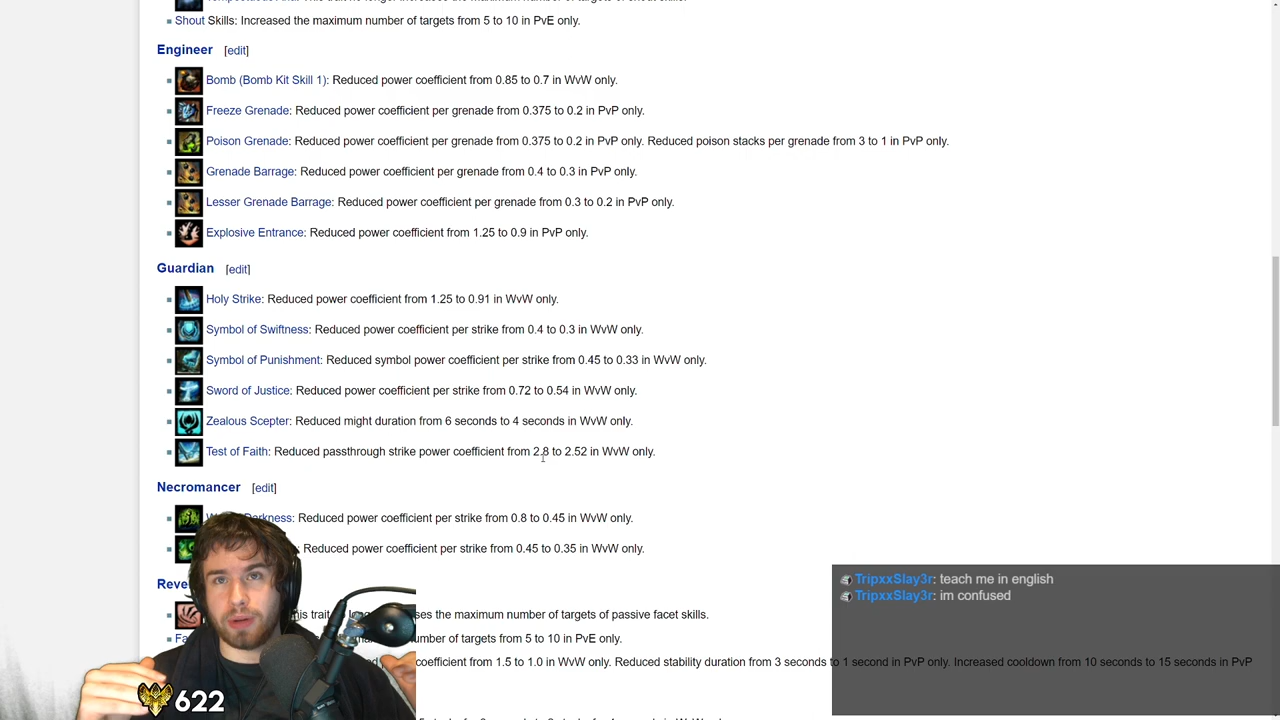 Shout Skills: Increased the maximum number of targets from 5 to 10 in PvE only.
Engineer [edit]
Bomb (Bomb Kit Skill 1): Reduced power coefficient from 0.85 to 0.7 in WvW only.
Freeze Grenade: Reduced power coefficient per grenade from 0.375 to 0.2 in PvP only.
Poison Grenade: Reduced power coefficient per grenade from 0.375 to 0.2 in PvP only. Reduced poison stacks per grenade from 3 to 1 in PvP only.
Grenade Barrage: Reduced power coefficient per grenade from 0.4 to 0.3 in PvP only.
Lesser Grenade Barrage: Reduced power coefficient per grenade from 0.3 to 0.2 in PvP only.
Explosive Entrance: Reduced power coefficient from 1.25 to 0.9 in PvP only.
Guardian [edit]
Holy Strike: Reduced power coefficient from 1.25 to 0.91 in WvW only.
Symbol of Swiftness: Reduced power coefficient per strike from 0.4 to 0.3 in WvW only.
Symbol of Punishment: Reduced symbol power coefficient per strike from 0.45 to 0.33 in WvW only.
Sword of Justice: Reduced power coefficient per strike from 0.72 to 0.54 in WvW only.
Zealous Scepter: Reduced might duration from 6 seconds to 4 seconds in WvW only.
Test of Faith: Reduced passthrough strike power coefficient from 2.8 to 2.52 in WvW only.
Necromancer [edit]
Darkness: Reduced power coefficient per strike from 0.8 to 0.45 in WvW only.
Reduced power coefficient per strike from 0.45 to 0.35 in WvW only.
TripxxSlay3r: teach me in english
TripxxSlay3r: im confused
Reve
his trait the maximum number of targets of passive facet skills.
number of targets from 5 to 10 in PvE only.
coefficient from 1.5 to 1.0 in WvW only. Reduced stability duration from 3 seconds to 1 second in PvP only. Increased cooldown from 10 seconds to 15 seconds in PvP
622